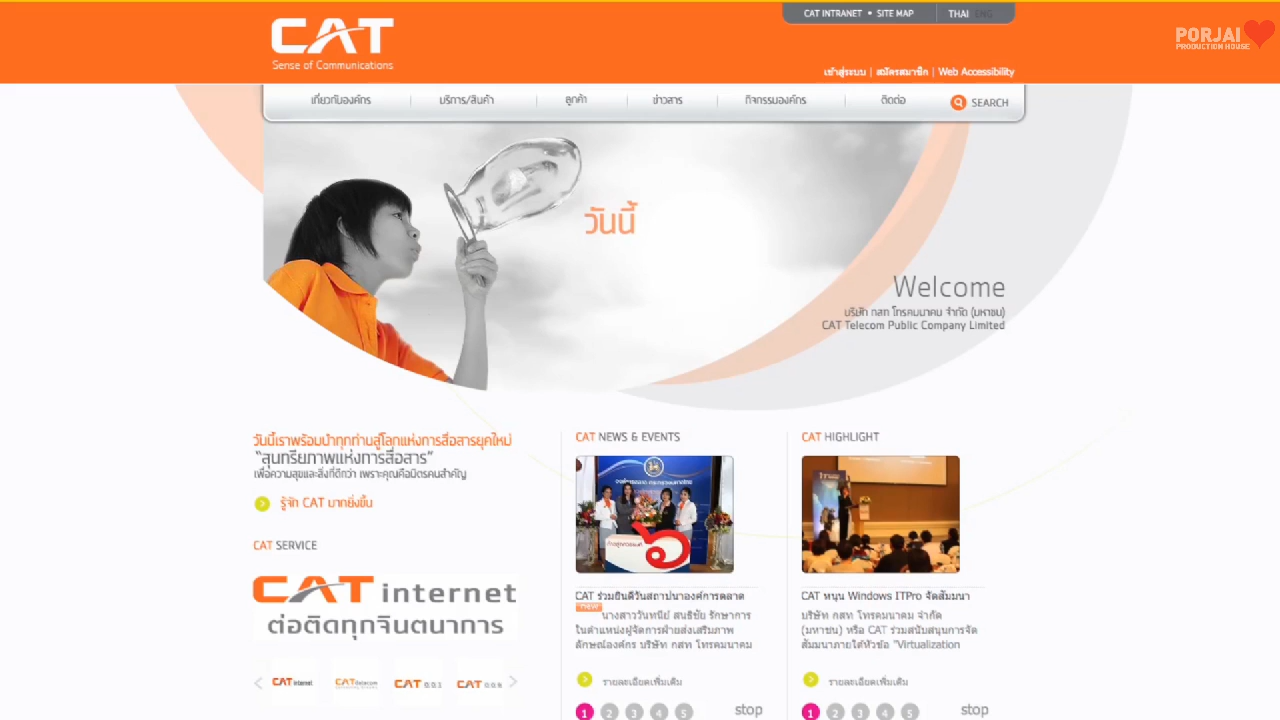 CAT INTRANET • SITE MAP
THAI ENG
CAT
Sense of Communications
PORJAI
PRODUCTION HOUSE
เข้าสู่ระบบ | สมัครสมาชิก | Web Accessibility
เกี่ยวกับองค์กร
บริการ/สินค้า
ลูกค้า
ข่าวสาร
กิจกรรมองค์กร
ติดต่อ
SEARCH
วันนี้
Welcome
บริษัท กสท โทรคมนาคม จำกัด (มหาชน)
CAT Telecom Public Company Limited
วันนี้เราพร้อมนำทุกท่านสู่โลกแห่งการสื่อสารยุคใหม่
“สุนทรียภาพแห่งการสื่อสาร”
เพื่อความสุขและสิ่งที่ดีกว่า เพราะคุณคือมิตรคนสำคัญ
รู้จัก CAT มากยิ่งขึ้น
CAT SERVICE
CAT internet
ต่อติดทุกจินตนาการ
CAT internet
CAT Telecom
CAT 001
CAT 009
CAT NEWS & EVENTS
CAT ร่วมยินดีวันสถาปนาองค์การตลาด
new
นางสาววันทนีย์ สนธิชัย รักษาการ
ในตำแหน่งผู้จัดการฝ่ายส่งเสริมภาพ
ลักษณ์องค์กร บริษัท กสท โทรคมนาคม
รายละเอียดเพิ่มเติม
1 2 3 4 5 stop
CAT HIGHLIGHT
CAT หนุน Windows ITPro จัดสัมมนา
บริษัท กสท โทรคมนาคม จำกัด
(มหาชน) หรือ CAT ร่วมสนับสนุนการจัด
สัมมนาภายใต้หัวข้อ "Virtualization
รายละเอียดเพิ่มเติม
1 2 3 4 5 stop